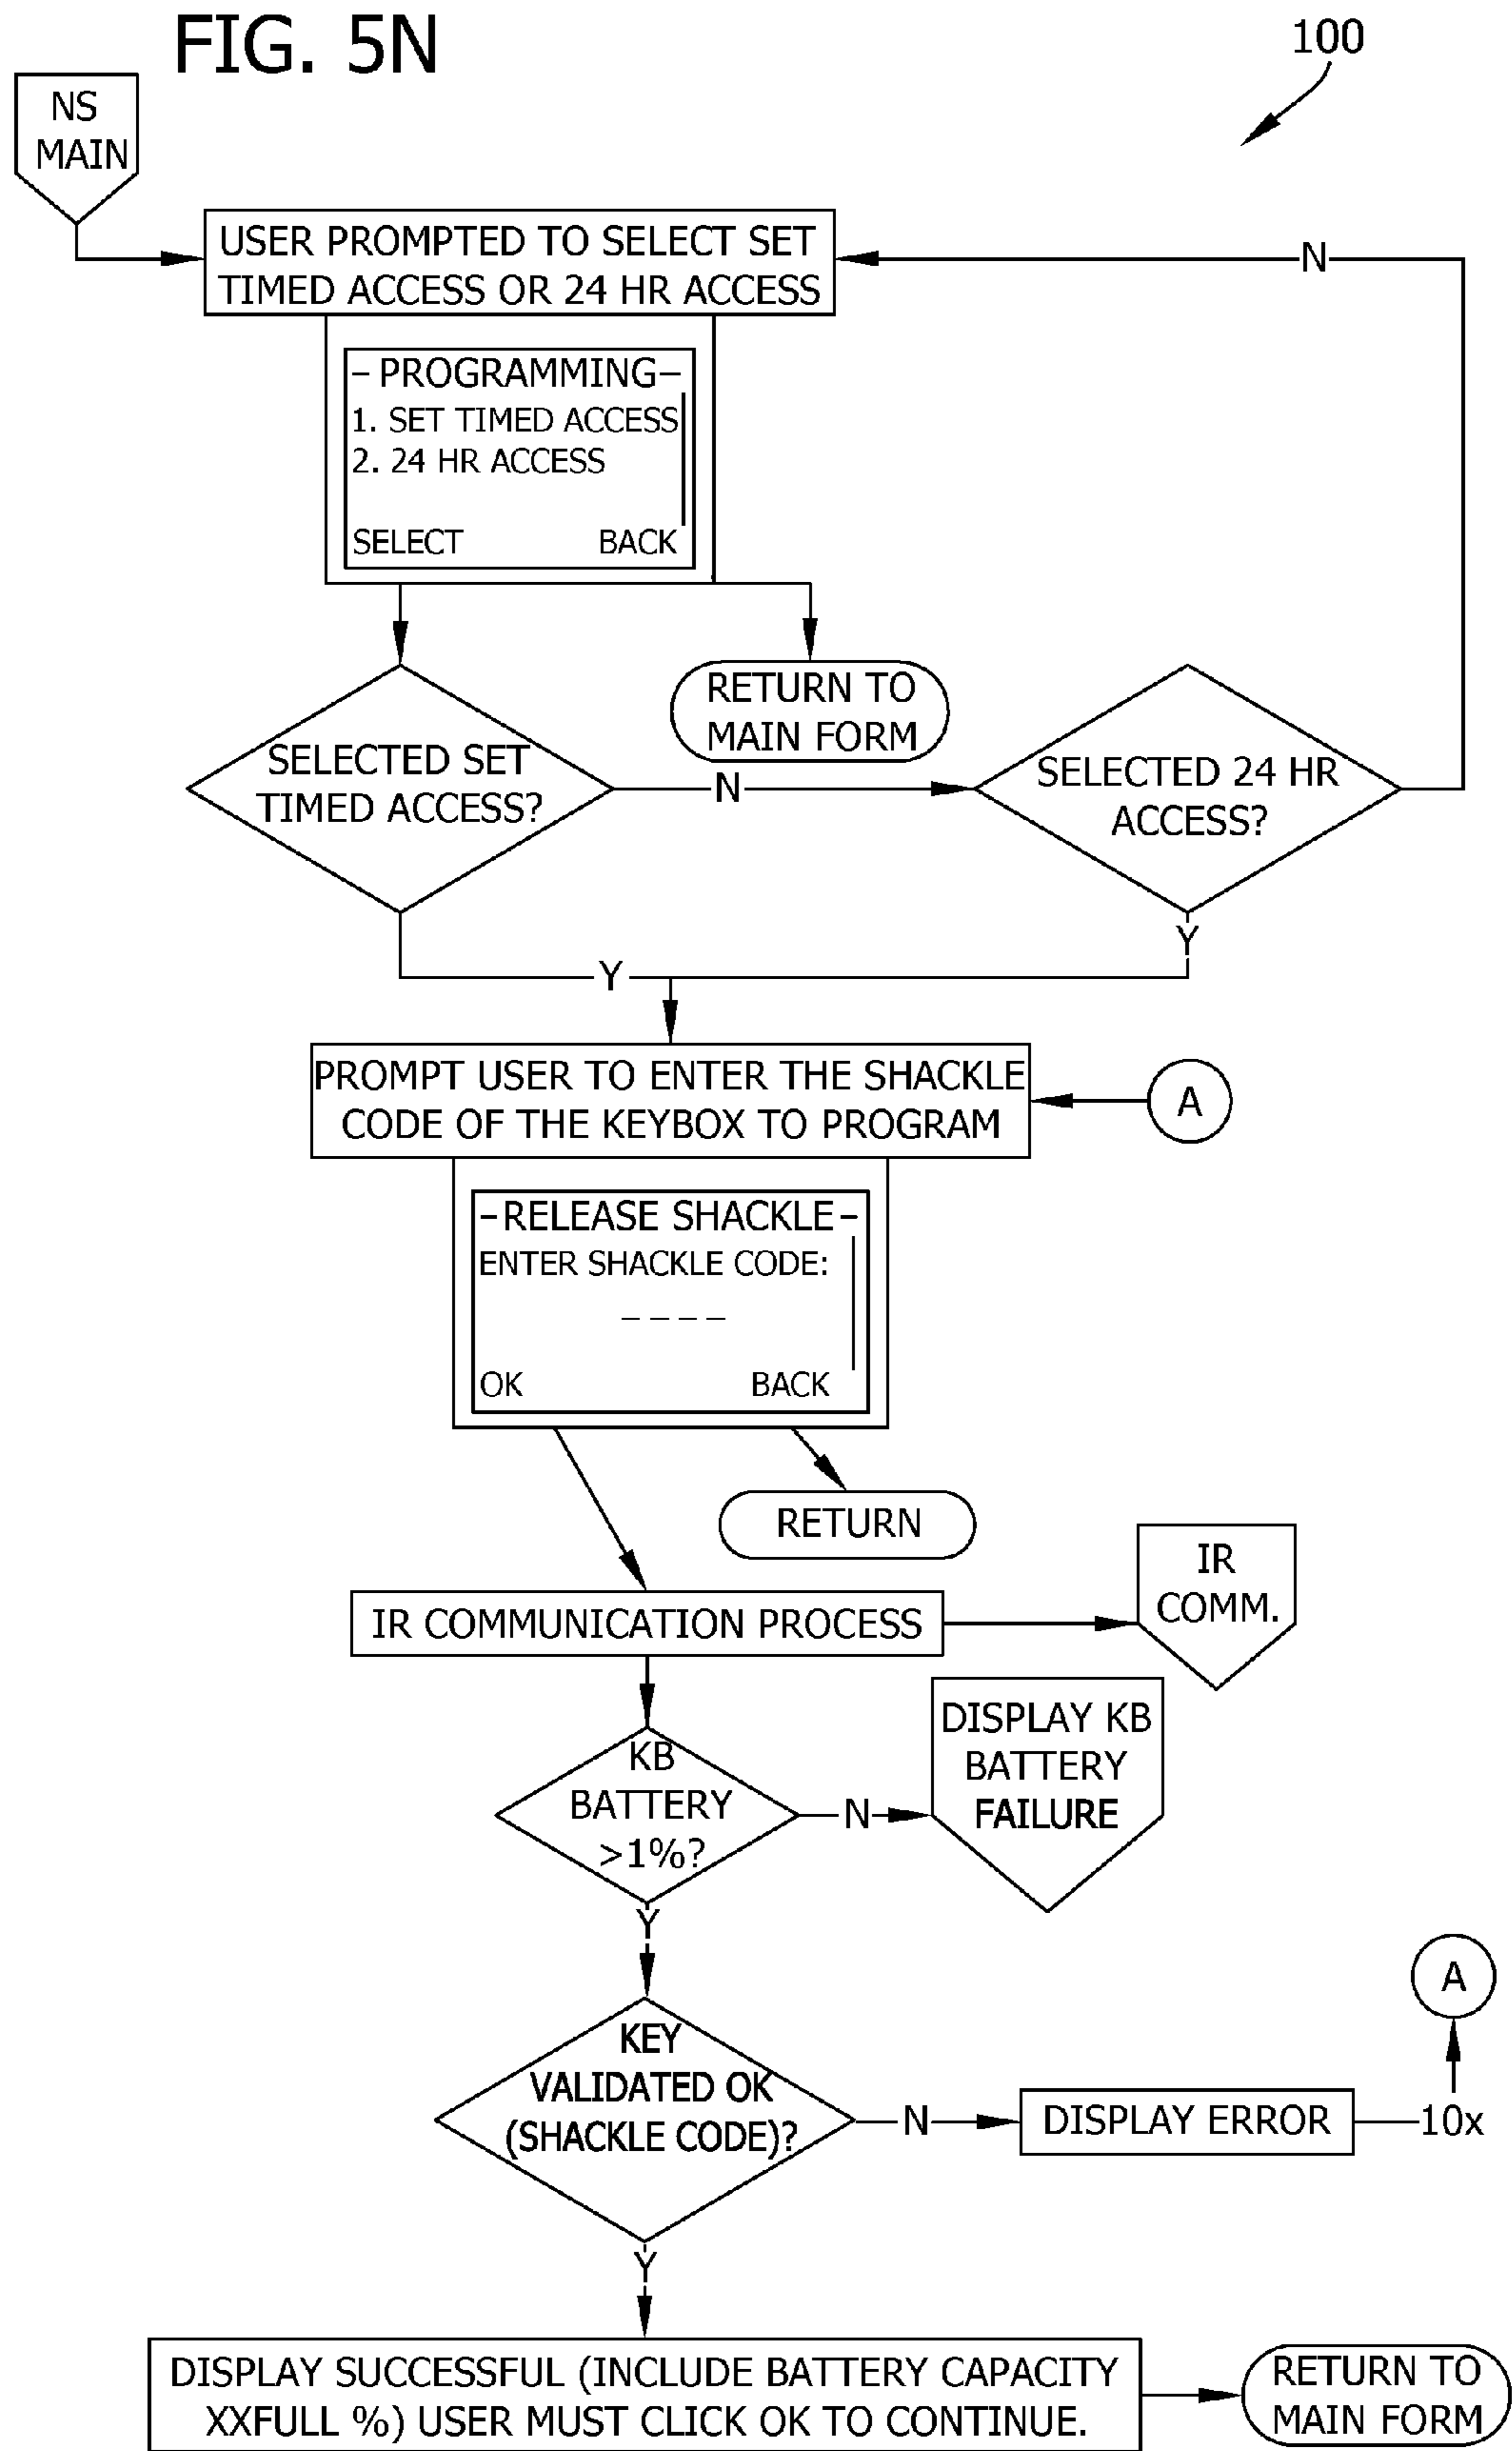 FIG. 5N
100
NS
MAIN
USER PROMPTED TO SELECT SET
TIMED ACCESS OR 24 HR ACCESS
N
-PROGRAMMING-
1. SET TIMED ACCESS
2. 24 HR ACCESS
SELECT BACK
RETURN TO
MAIN FORM
SELECTED SET
TIMED ACCESS?
N
SELECTED 24 HR
ACCESS?
Y
Y
PROMPT USER TO ENTER THE SHACKLE
CODE OF THE KEYBOX TO PROGRAM
A
-RELEASE SHACKLE-
ENTER SHACKLE CODE:
_ _ _ _
OK BACK
RETURN
IR
COMM.
IR COMMUNICATION PROCESS
DISPLAY KB
BATTERY
FAILURE
KB
BATTERY
>1%?
N
Y
A
KEY
VALIDATED OK
(SHACKLE CODE)?
N
DISPLAY ERROR
10x
Y
DISPLAY SUCCESSFUL (INCLUDE BATTERY CAPACITY
XXFULL %) USER MUST CLICK OK TO CONTINUE.
RETURN TO
MAIN FORM